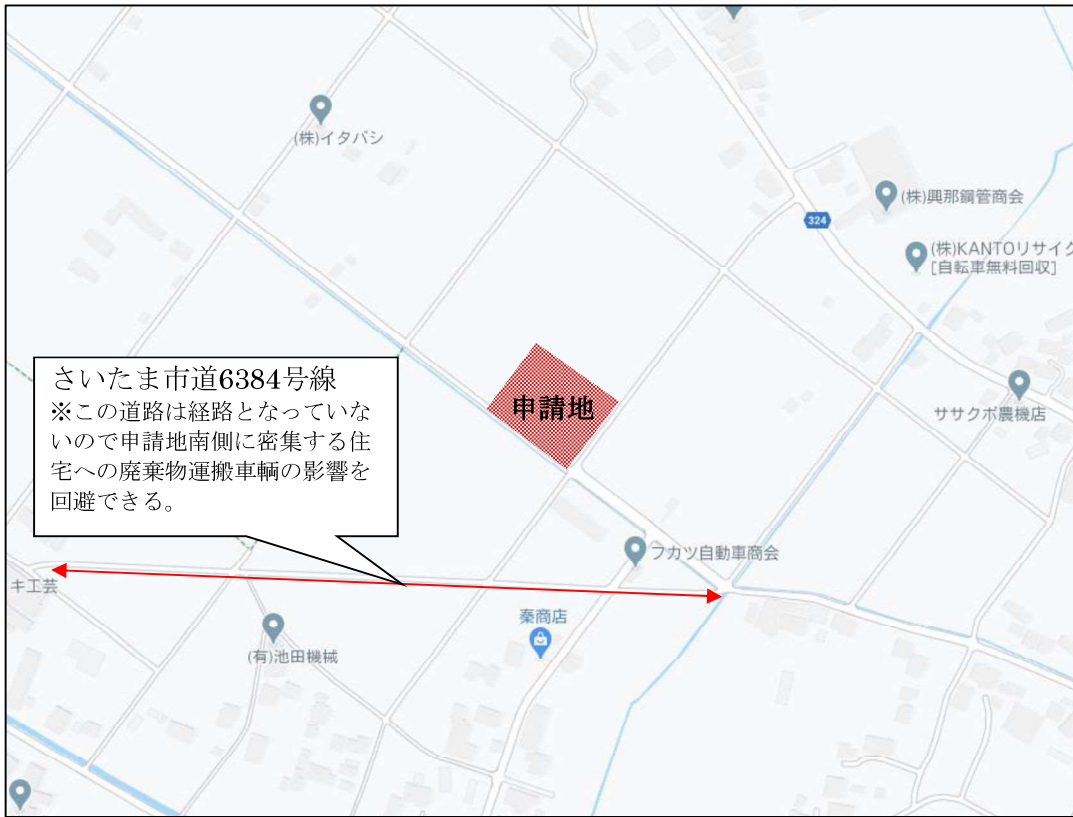 (株)イタバシ
(株)興那鋼管商会
324
(株)KANTOリサイク
[自転車無料回収]
さいたま市道6384号線
※この道路は経路となっていな
いので申請地南側に密集する住
宅への廃棄物運搬車輌の影響を
回避できる。
申請地
ササクボ農機店
フカツ自動車商会
キ工芸
秦商店
(有)池田機械